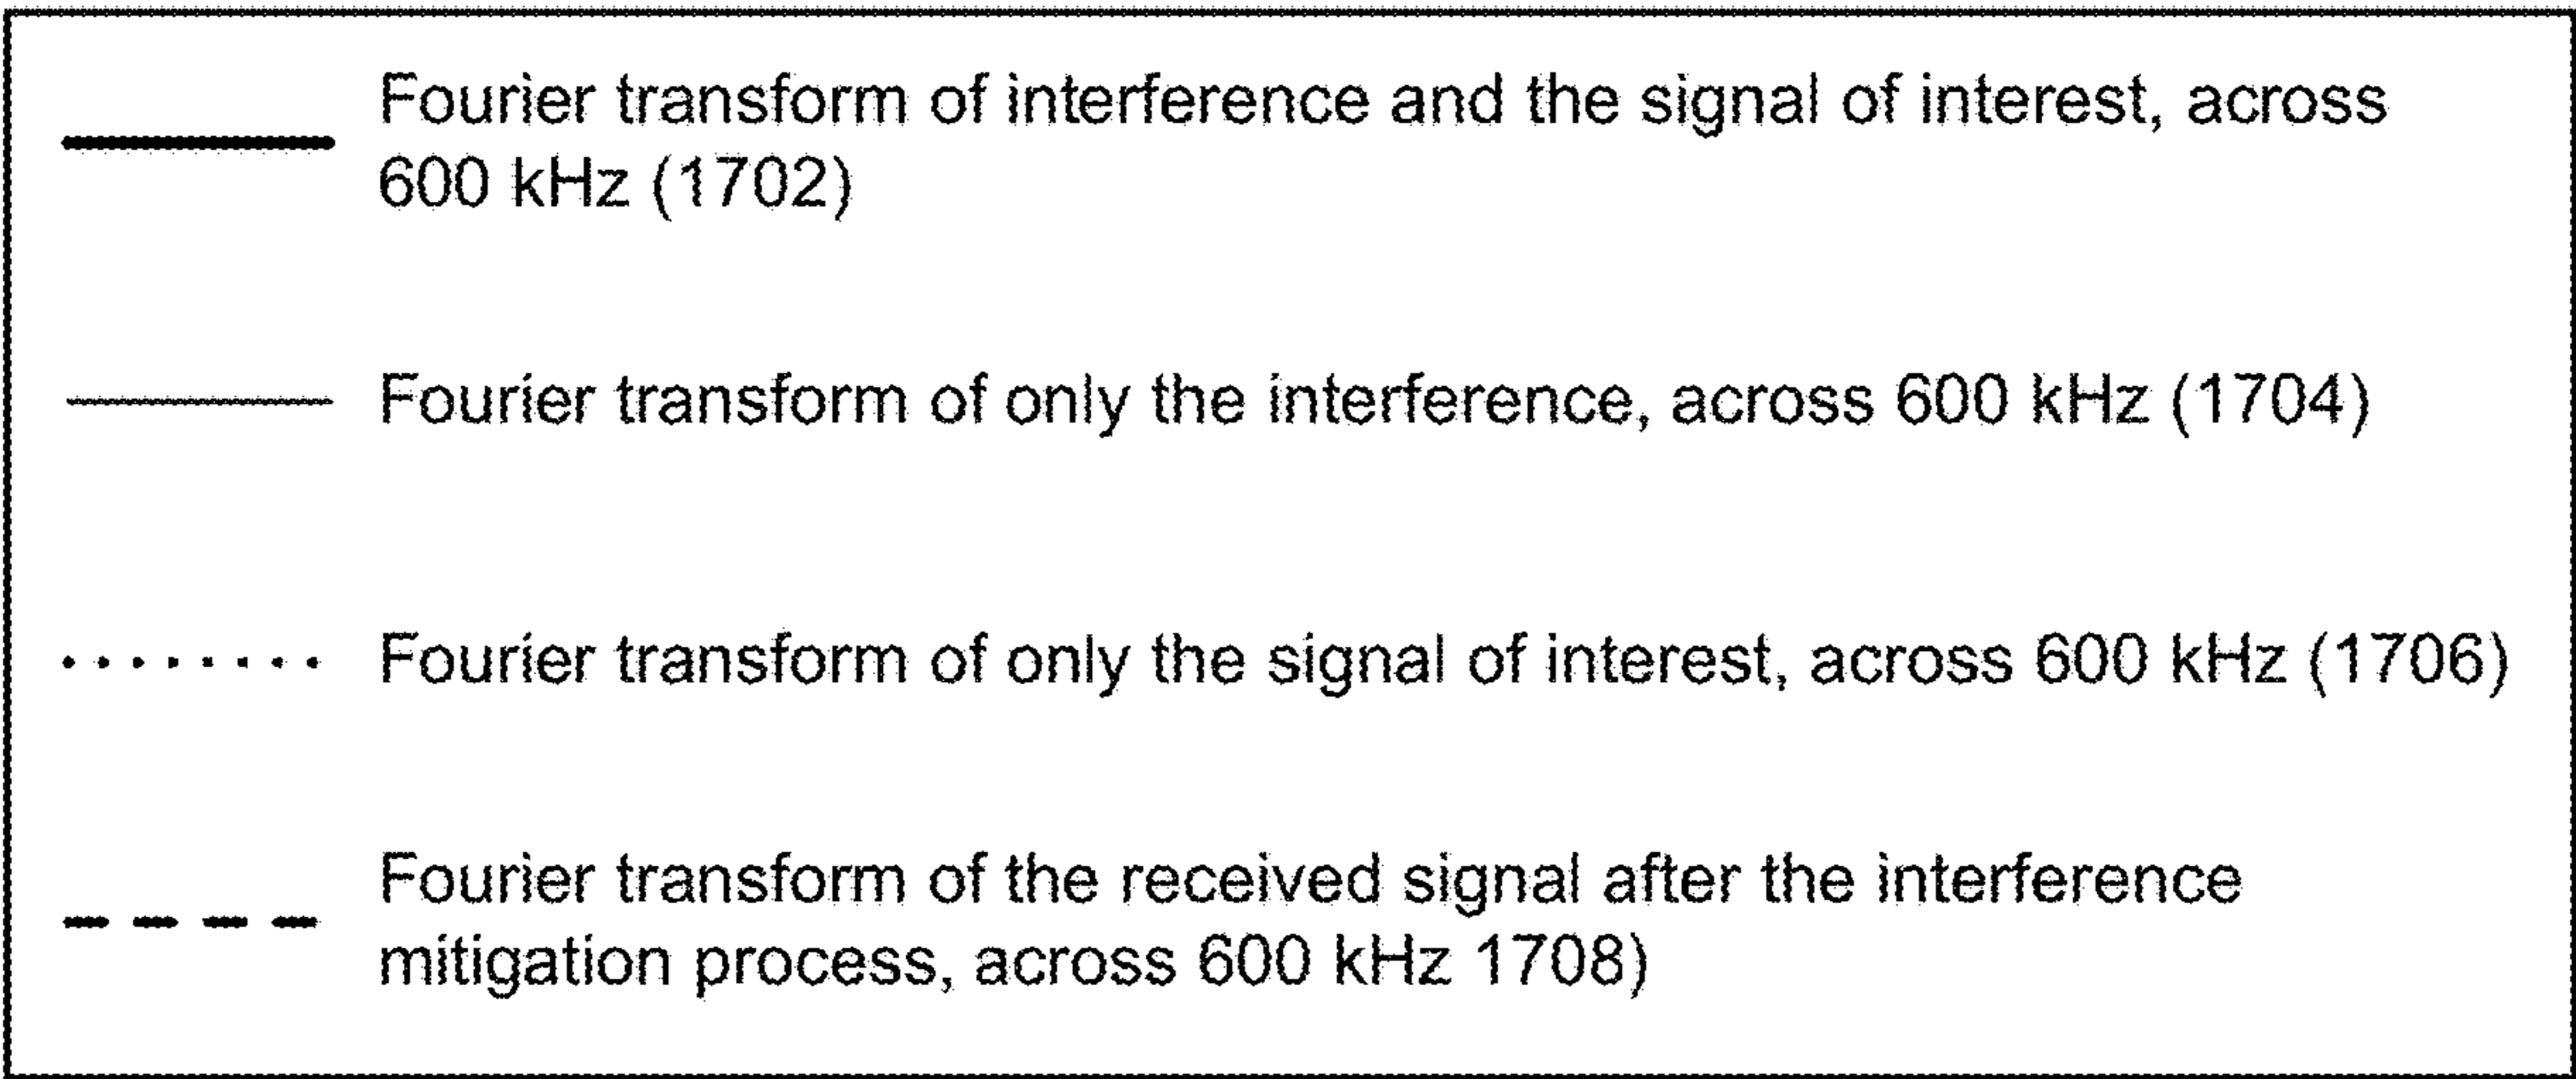 Fourier transform of interference and the signal of interest, across
600 kHz (1702)
Fourier transform of only the interference, across 600 kHz (1704)
Fourier transform of only the signal of interest, across 600 kHz (1706)
Fourier transform of the received signal after the interference
mitigation process, across 600 kHz 1708)